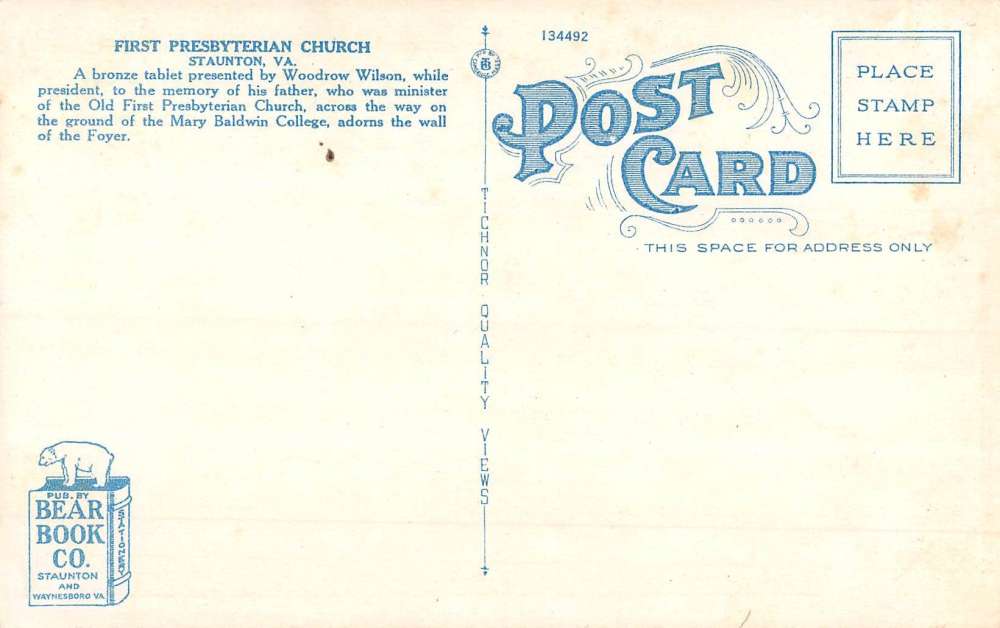 FIRST PRESBYTERIAN CHURCH
STAUNTON, VA.
A bronze tablet presented by Woodrow Wilson, while
president, to the memory of his father, who was minister
of the Old First Presbyterian Church, across the way on
the ground of the Mary Baldwin College, adorns the wall
of the Foyer.
TICHNOR QUALITY VIEWS
134492
POST
CARD
PLACE
STAMP
HERE
THIS SPACE FOR ADDRESS ONLY
PUB. BY
BEAR
BOOK
CO.
STAUNTON
AND
WAYNESBORO VA.
STATIONERY